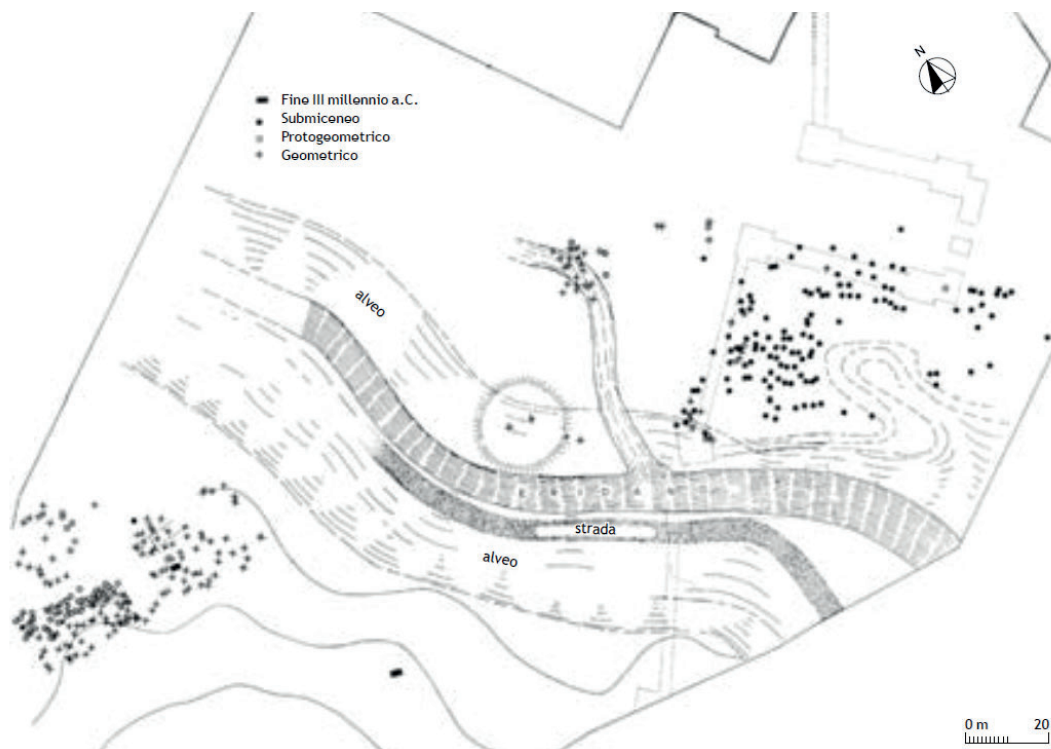 N
Fine III millennio a.C.
Submiceneo
Protogeometrico
Geometrico
alveo
strada
alveo
0 m 20